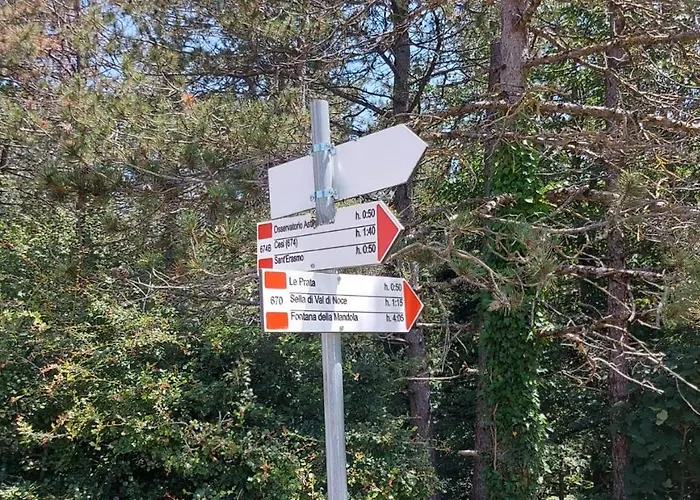 Osservatorio h. 0:50
674B Cesi (674) h. 1:40
Sant'Erasmo h. 0:50
Le Prata h. 0:50
670 Sella di Val di Noce h. 1:15
Fontana della Mandola h. 4:05